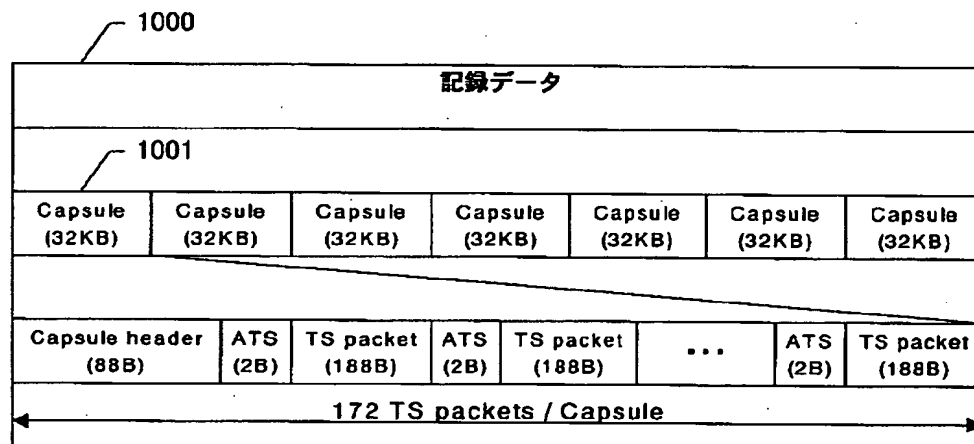 1000
記録データ
1001
Capsule Capsule Capsule Capsule Capsule Capsule Capsule
(32KB) (32KB) (32KB) (32KB) (32KB) (32KB) (32KB)
Capsule header ATS TS packet ATS TS packet ... ATS TS packet
(88B) (2B) (188B) (2B) (188B) (2B) (188B)
172 TS packets / Capsule